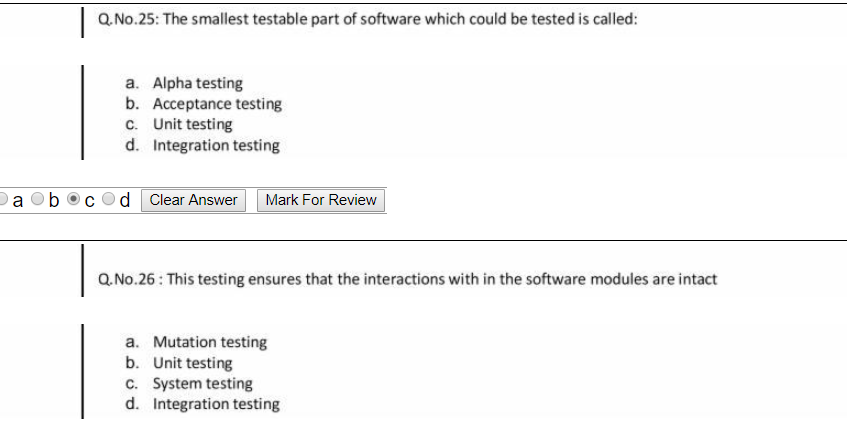 Q.No.25: The smallest testable part of software which could be tested is called:
a. Alpha testing
b. Acceptance testing
c. Unit testing
d. Integration testing
a b c d Clear Answer Mark For Review
Q.No.26 : This testing ensures that the interactions with in the software modules are intact
a. Mutation testing
b. Unit testing
c. System testing
d. Integration testing